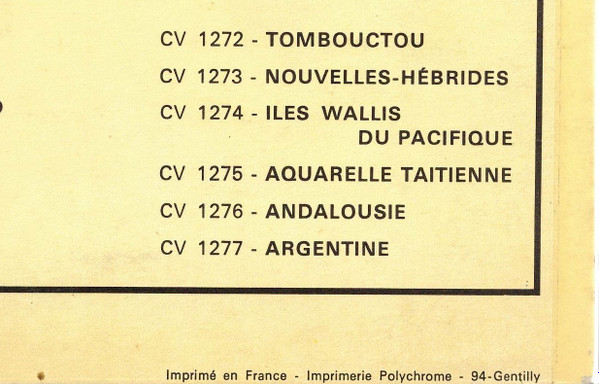 CV 1272 - TOMBOUCTOU
CV 1273 - NOUVELLES-HÉBRIDES
CV 1274 - ILES WALLIS
DU PACIFIQUE
CV 1275 - AQUARELLE TAITIENNE
CV 1276 - ANDALOUSIE
CV 1277 - ARGENTINE
Imprimé en France - Imprimerie Polychrome - 94-Gentilly